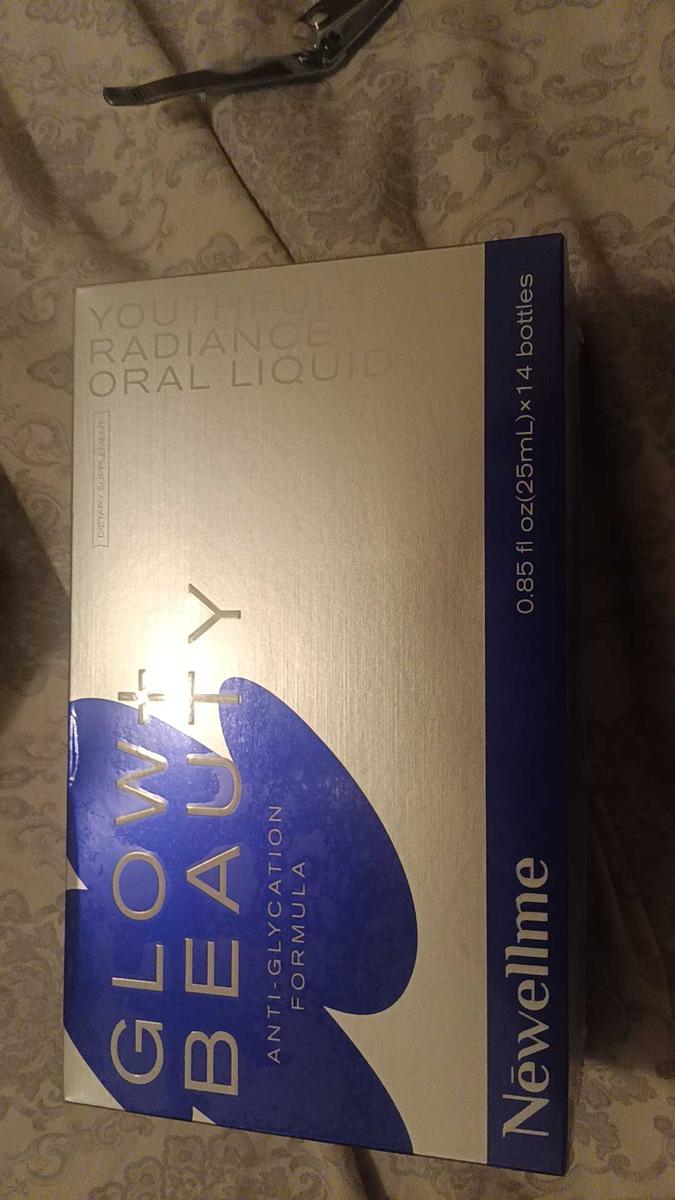 YOUTHFUL
RADIANCE
ORAL LIQUID
DIETARY SUPPLEMENT
GLOW +
BEAUTY
ANTI-GLYCATION
FORMULA
Nēwellme
0.85 fl oz(25mL)×14 bottles